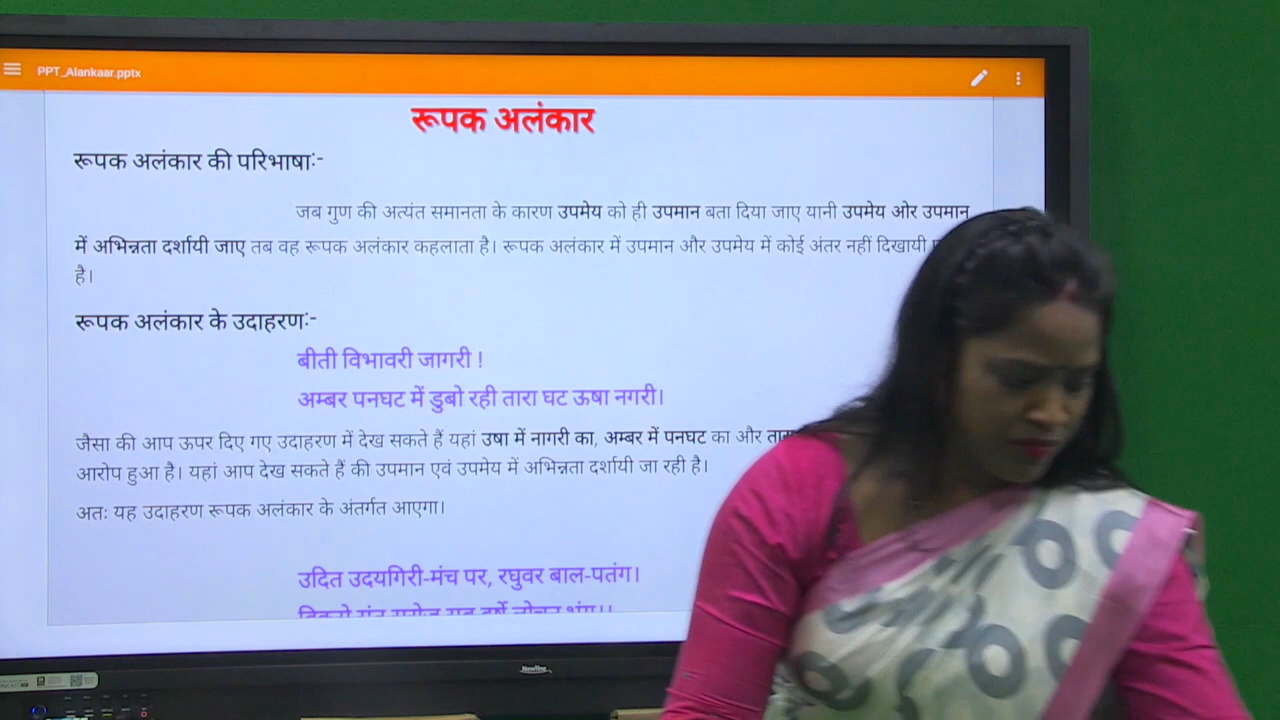 PPT_Alankaar.pptx
रूपक अलंकार
रूपक अलंकार की परिभाषा:-
जब गुण की अत्यंत समानता के कारण उपमेय को ही उपमान बता दिया जाए यानी उपमेय ओर उपमान
में अभिन्नता दर्शायी जाए तब वह रूपक अलंकार कहलाता है। रूपक अलंकार में उपमान और उपमेय में कोई अंतर नहीं दिखायी
है।
रूपक अलंकार के उदाहरण:-
बीती विभावरी जागरी !
अम्बर पनघट में डुबो रही तारा घट ऊषा नगरी।
जैसा की आप ऊपर दिए गए उदाहरण में देख सकते हैं यहां उषा में नागरी का, अम्बर में पनघट का और
आरोप हुआ है। यहां आप देख सकते हैं की उपमान एवं उपमेय में अभिन्नता दर्शायी जा रही है।
अतः यह उदाहरण रूपक अलंकार के अंतर्गत आएगा।
उदित उदयगिरी-मंच पर, रघुवर बाल-पतंग।
Newline